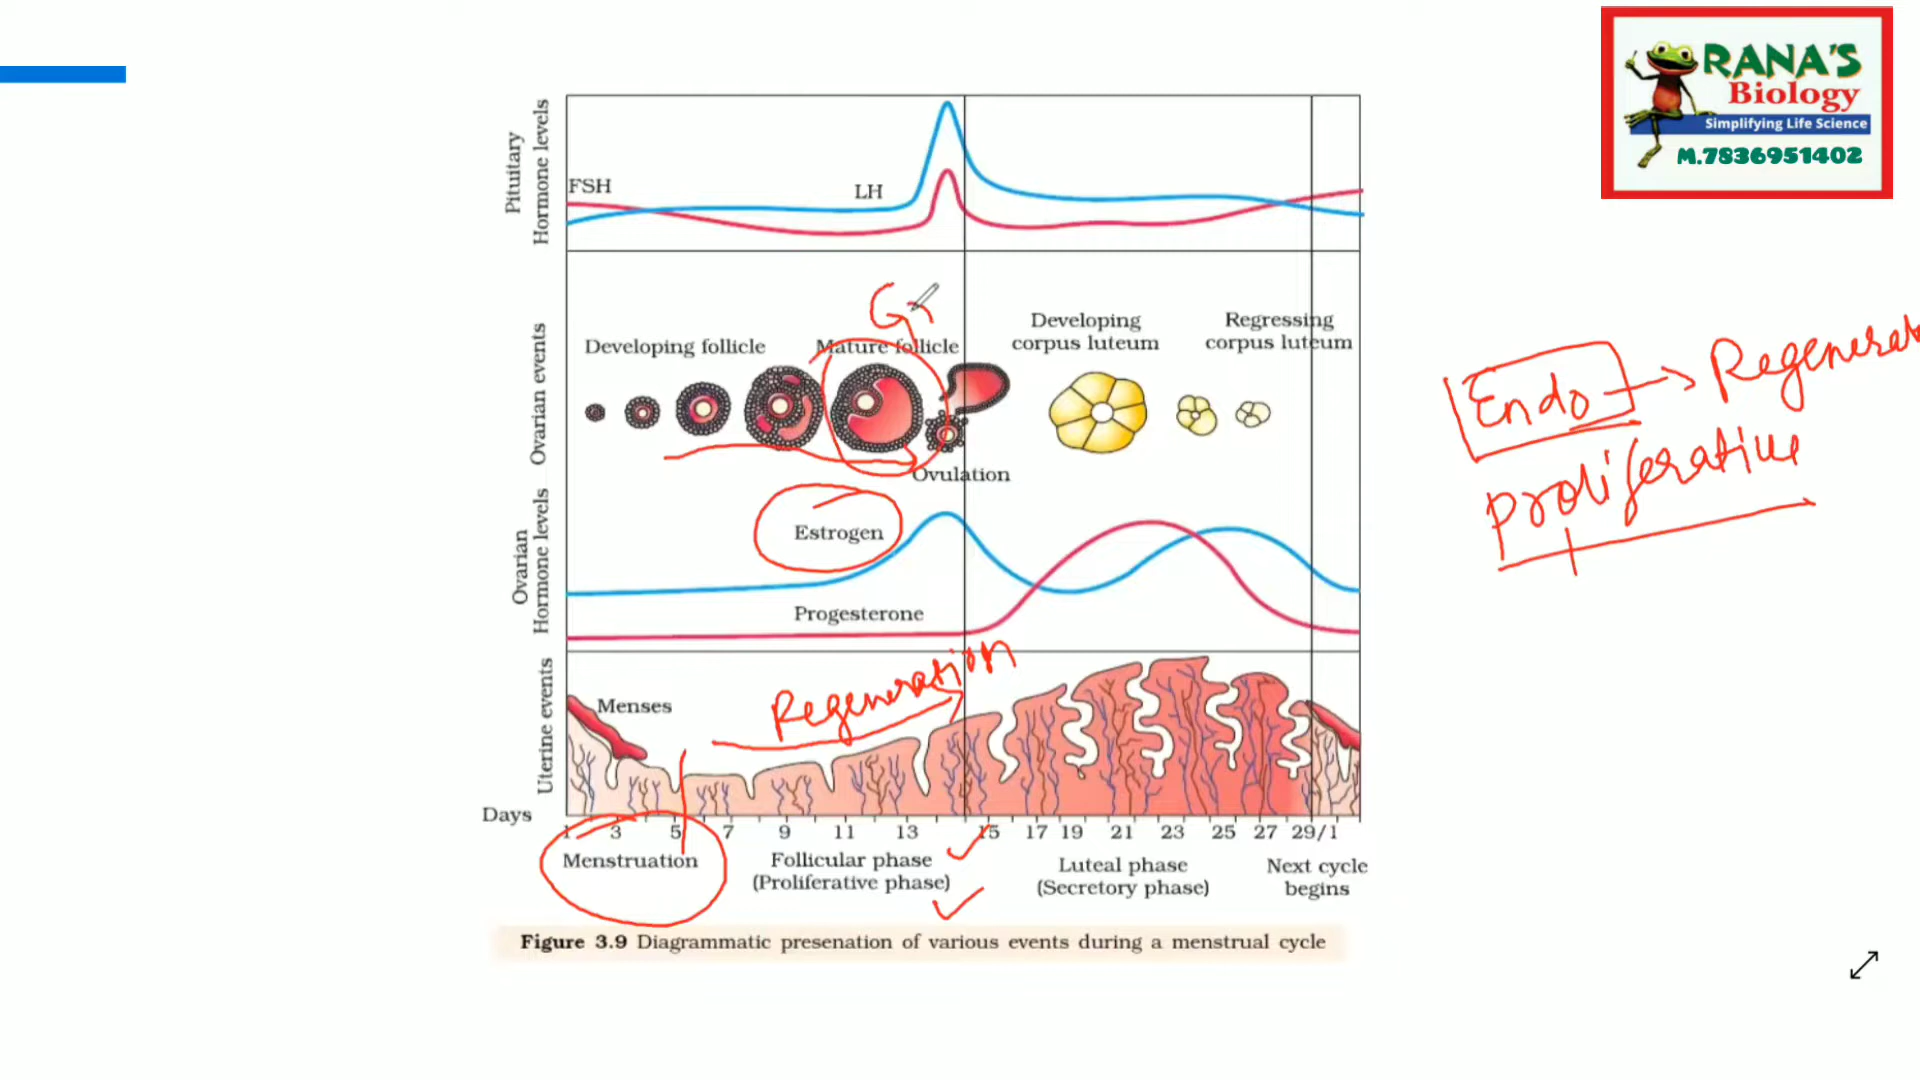 RANA'S
Biology
Simplifying Life Science
M.7836951402
Pituitary
Hormone levels
FSH
LH
Ovarian events
Developing follicle
Mature follicle
Developing
corpus luteum
Regressing
corpus luteum
Ovulation
Endo → Regenerat
proliferative
Ovarian
Hormone levels
Estrogen
Progesterone
Uterine events
Menses
Regeneration
Days
1 3 5 7 9 11 13 15 17 19 21 23 25 27 29/1
Menstruation
Follicular phase
(Proliferative phase)
Luteal phase
(Secretory phase)
Next cycle
begins
Figure 3.9 Diagrammatic presenation of various events during a menstrual cycle